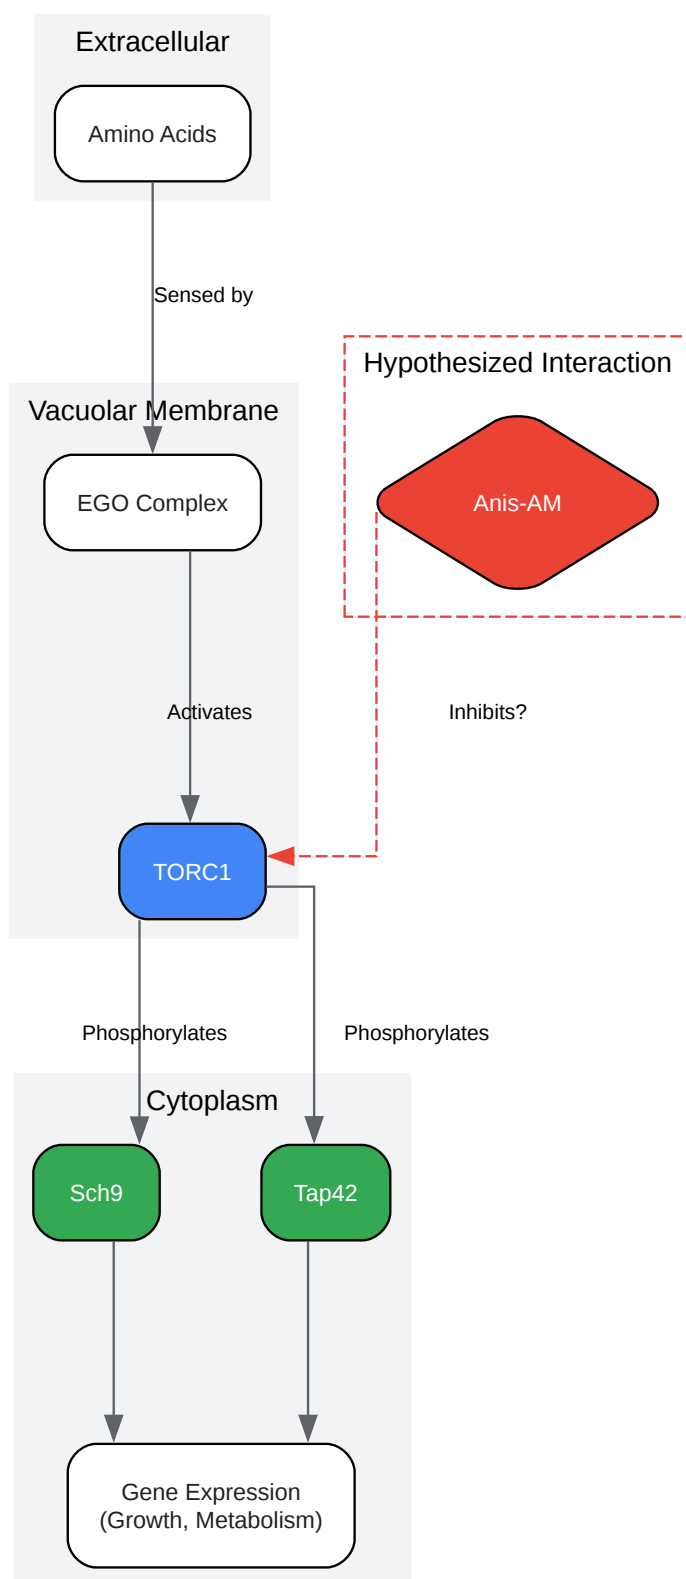 Extracellular
Amino Acids
Sensed by
Hypothesized Interaction
Vacuolar Membrane
EGO Complex
Anis-AM
Activates
Inhibits?
TORC1
Phosphorylates
Phosphorylates
Cytoplasm
Sch9
Tap42
Gene Expression
(Growth, Metabolism)